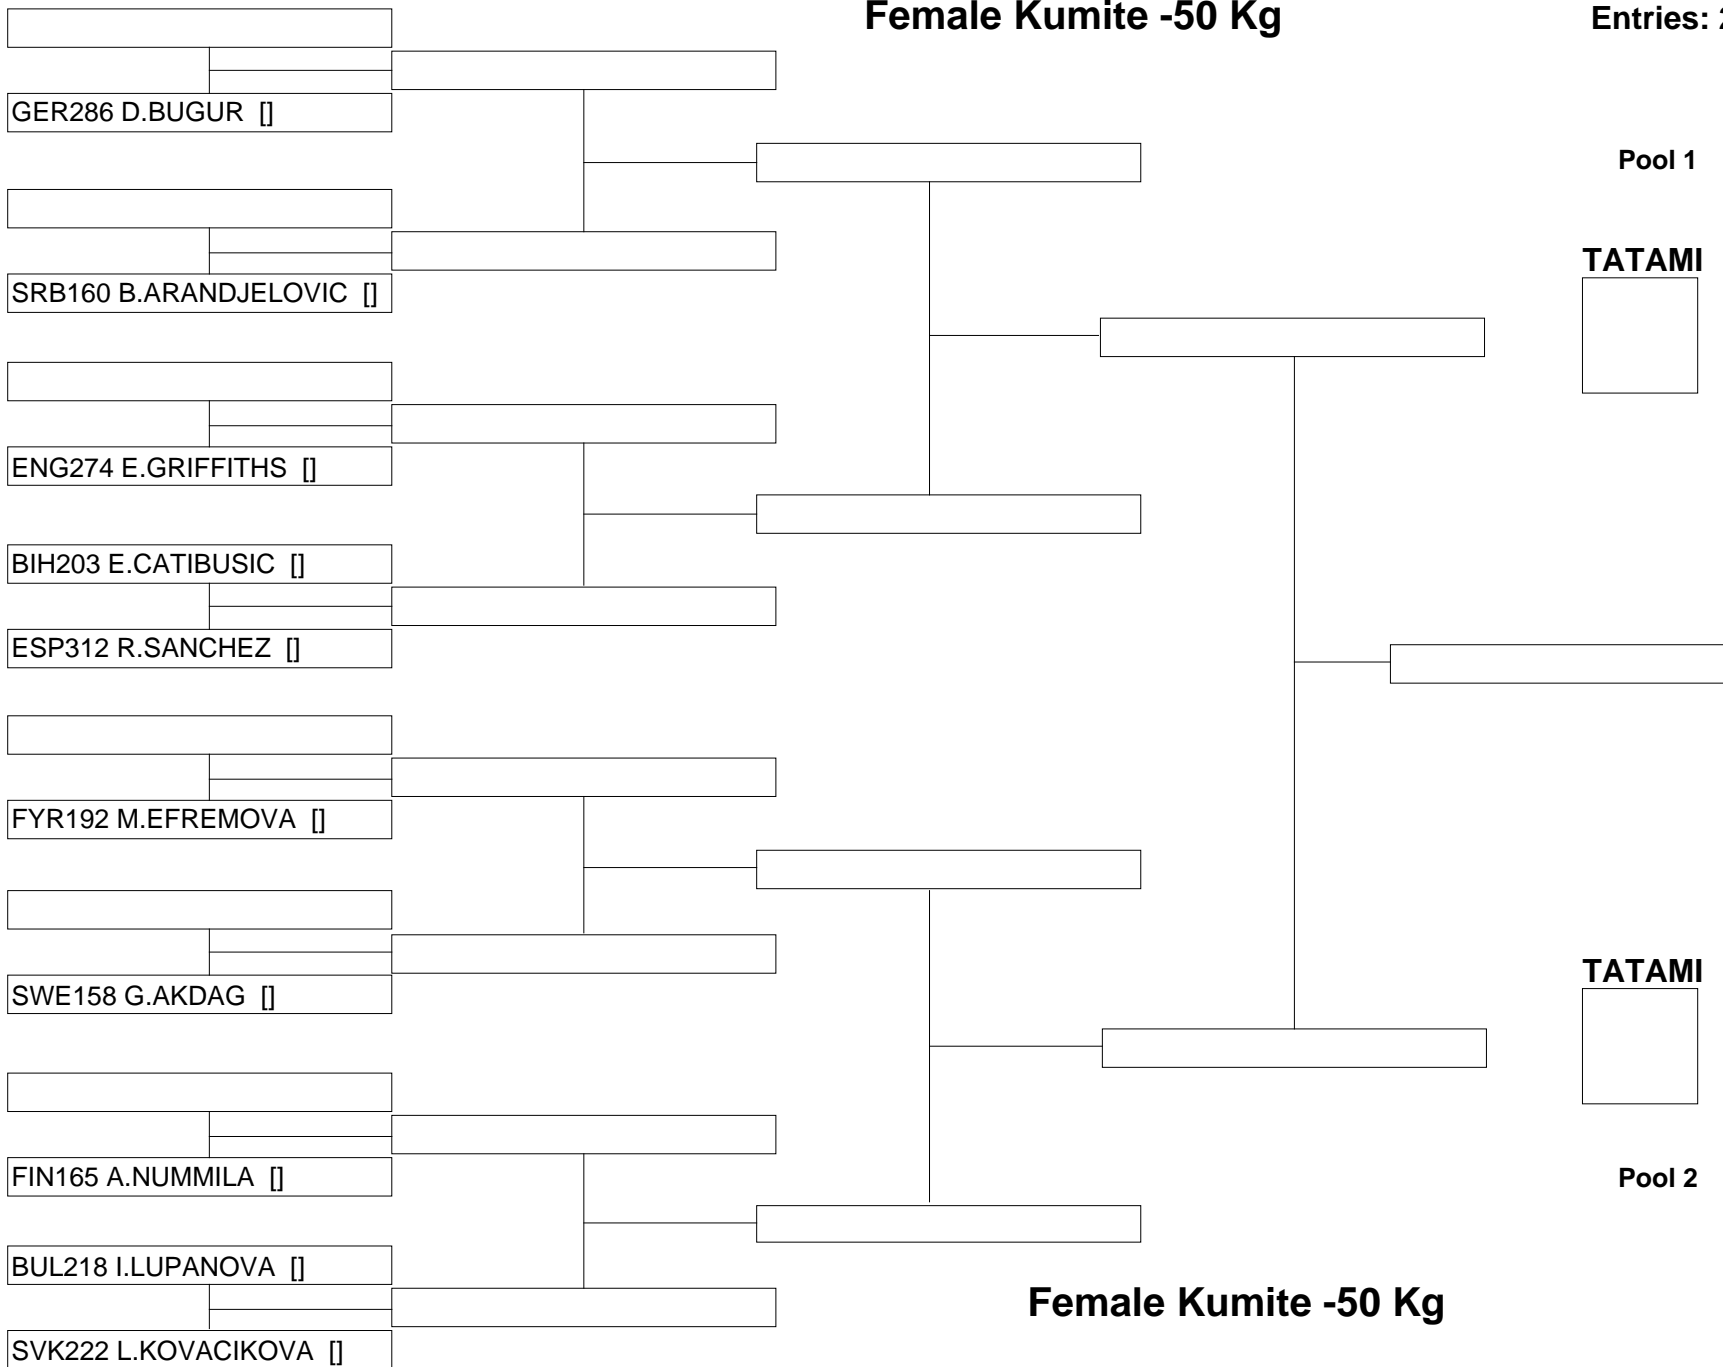 Female Kumite -50 Kg
Entries: 2
GER286 D.BUGUR []
Pool 1
SRB160 B.ARANDJELOVIC []
TATAMI
ENG274 E.GRIFFITHS []
BIH203 E.CATIBUSIC []
ESP312 R.SANCHEZ []
FYR192 M.EFREMOVA []
SWE158 G.AKDAG []
TATAMI
FIN165 A.NUMMILA []
Pool 2
BUL218 I.LUPANOVA []
Female Kumite -50 Kg
SVK222 L.KOVACIKOVA []